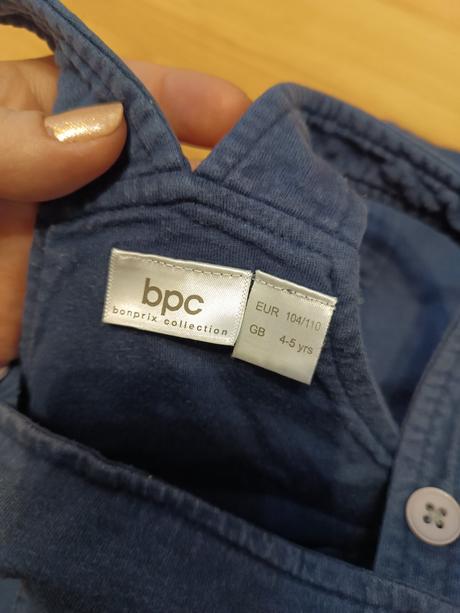 bpc
bonprix collection
EUR 104/110
GB 4-5 yrs